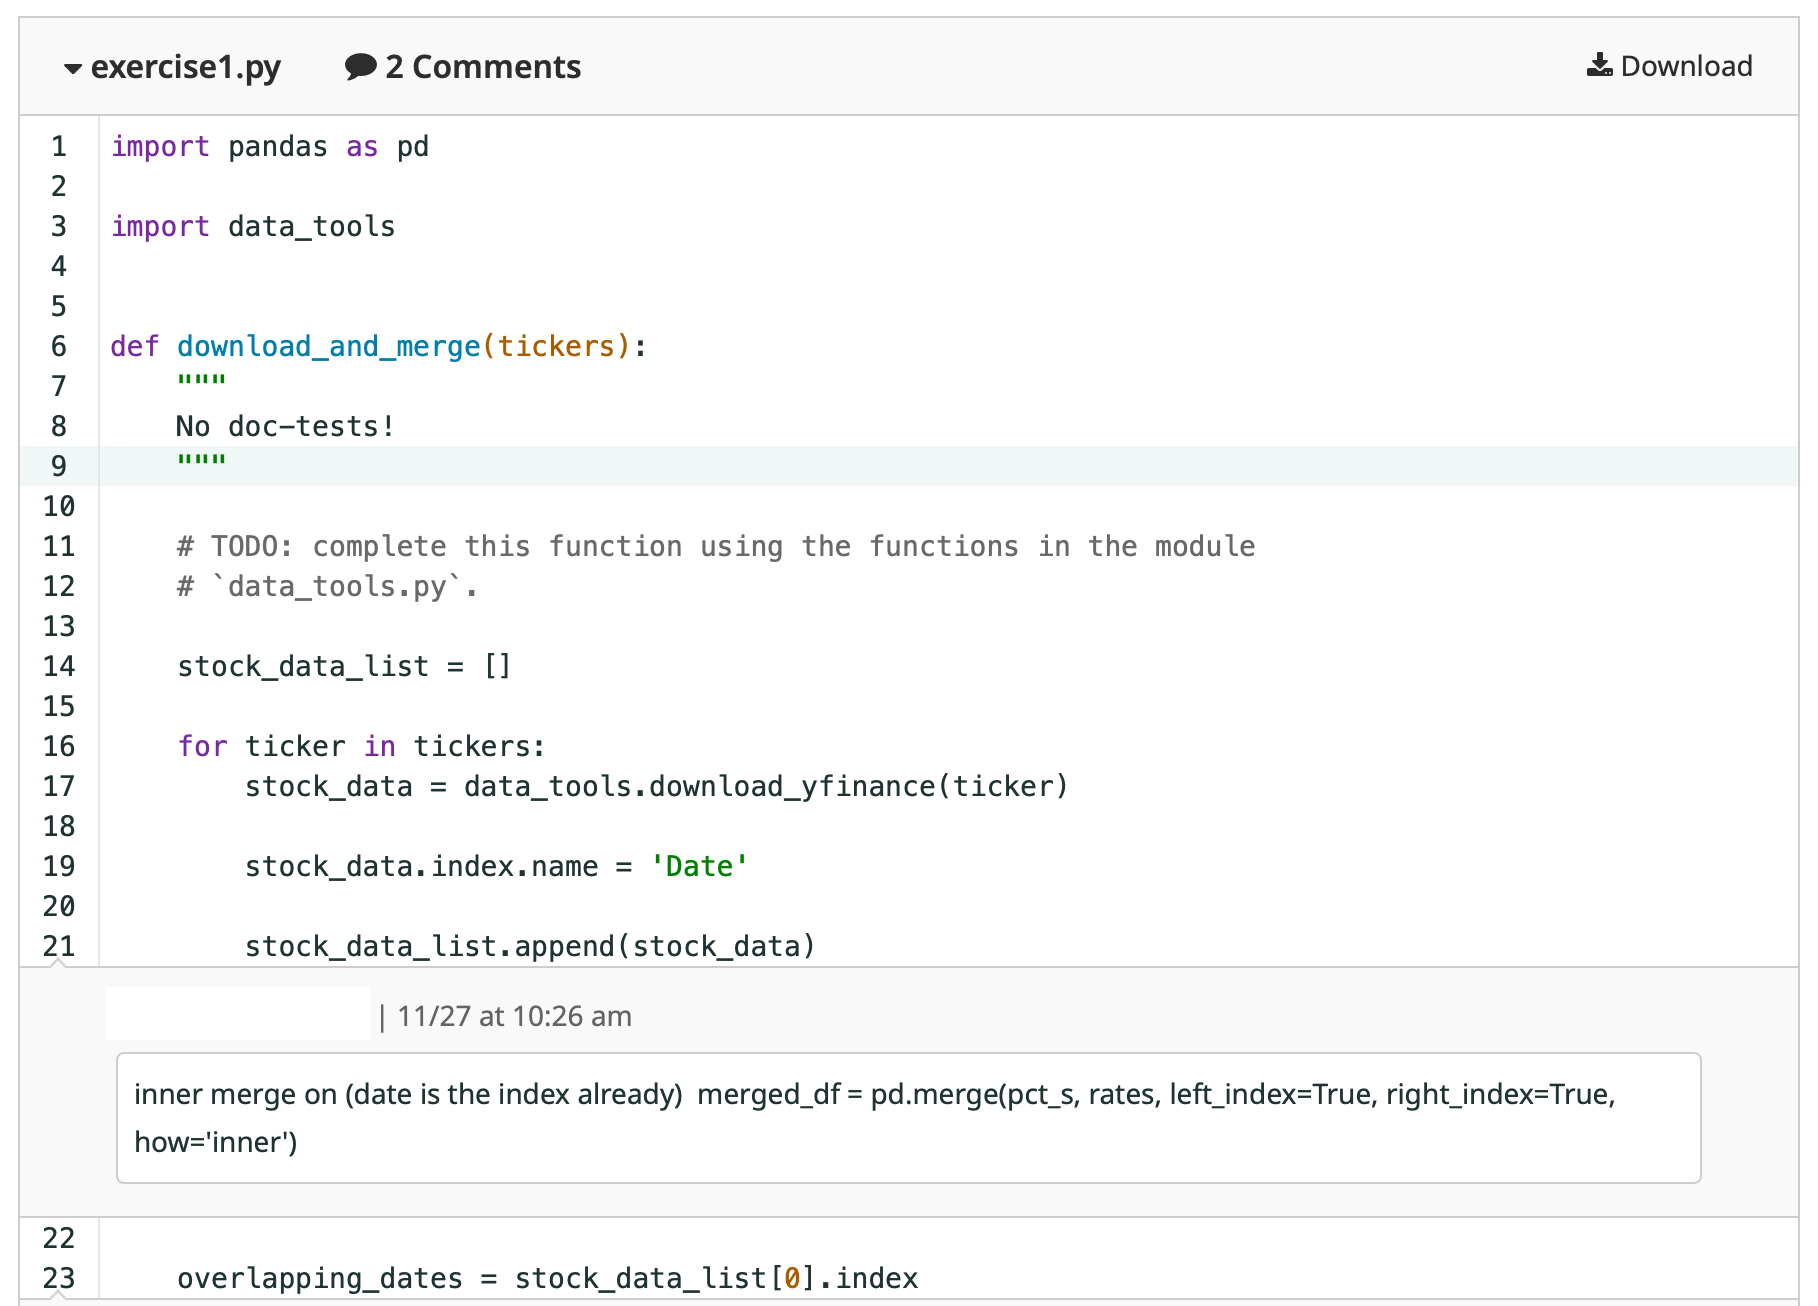 exercise1.py 2 Comments Download
1 import pandas as pd
2
3 import data_tools
4
5
6 def download_and_merge(tickers):
7     """
8     No doc-tests!
9     """
10
11     # TODO: complete this function using the functions in the module
12     # `data_tools.py`.
13
14     stock_data_list = []
15
16     for ticker in tickers:
17         stock_data = data_tools.download_yfinance(ticker)
18
19         stock_data.index.name = 'Date'
20
21         stock_data_list.append(stock_data)
| 11/27 at 10:26 am
inner merge on (date is the index already)  merged_df = pd.merge(pct_s, rates, left_index=True, right_index=True,
how='inner')
22
23     overlapping_dates = stock_data_list[0].index